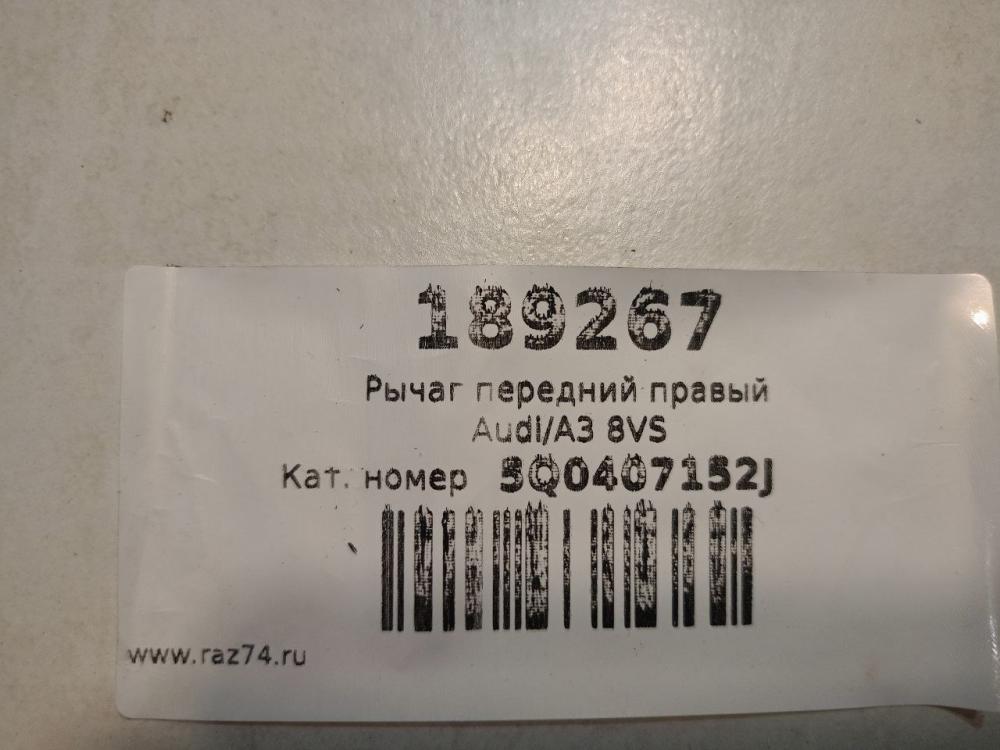 189267
Рычаг передний правый
Audi/A3 8VS
Кат. номер 5Q0407152J
www.raz74.ru